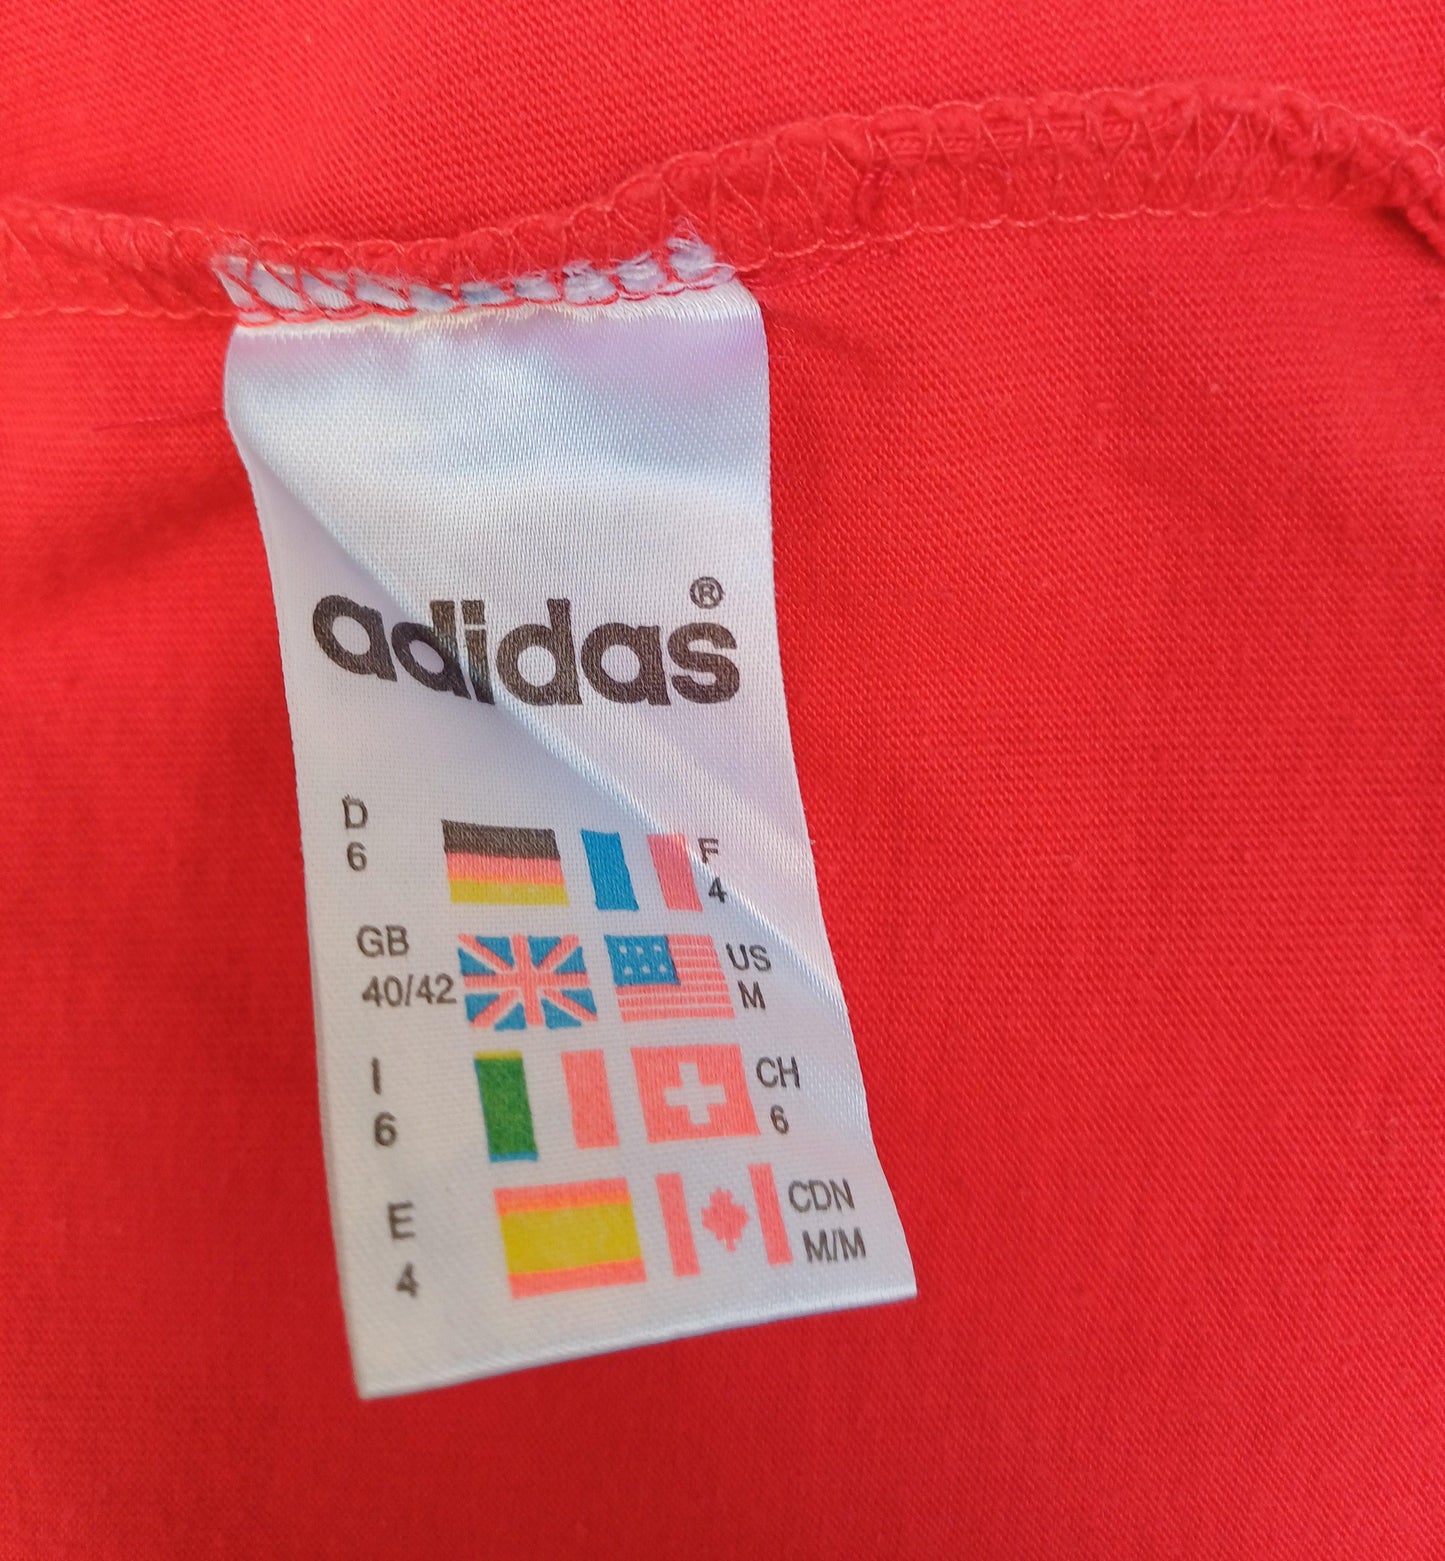 adidas®
D F
6 4
GB US
40/42 M
I CH
6 6
E CDN
4 M/M